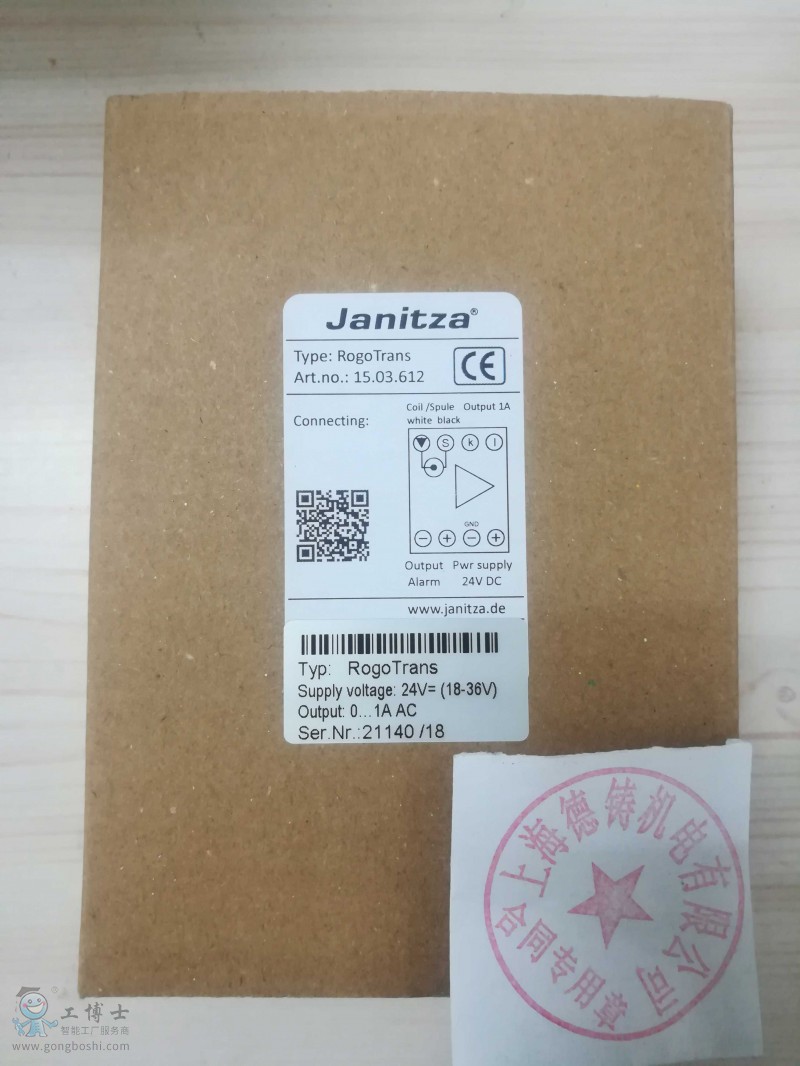 Janitza®
Type: RogoTrans
Art.no.: 15.03.612
CE
Connecting:
Coil /Spule Output 1A
white black
S k l
GND
- + - +
Output Pwr supply
Alarm 24V DC
www.janitza.de
Typ: RogoTrans
Supply voltage: 24V= (18-36V)
Output: 0...1A AC
Ser.Nr.:21140 /18
上海德铸机电有限公司
合同专用章
工博士
智能工厂服务商
www.gongboshi.com